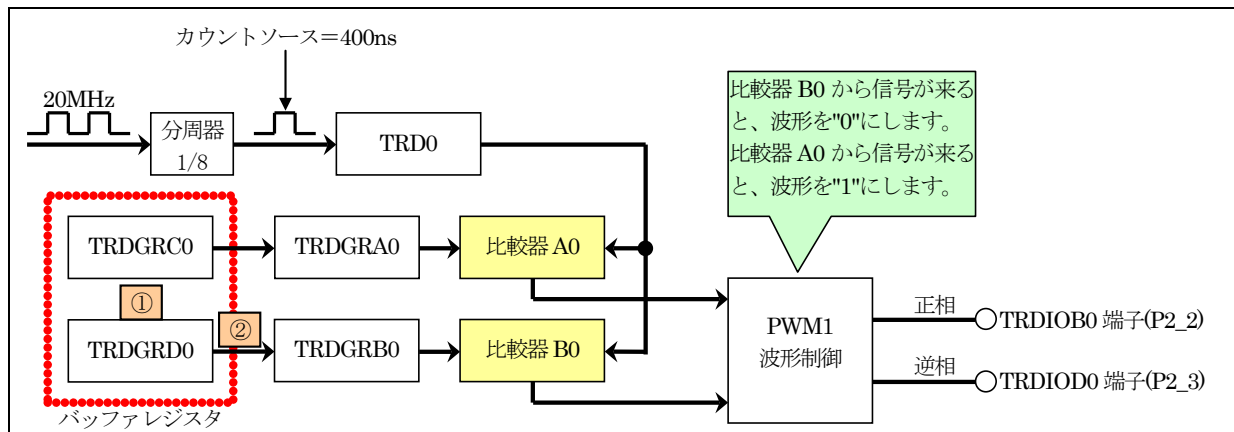 カウントソース＝400ns
20MHz
分周器
1/8
TRD0
比較器 B0 から信号が来る
と、波形を"0"にします。
比較器 A0 から信号が来る
と、波形を"1"にします。
TRDGRC0
TRDGRA0
比較器 A0
①
②
TRDGRD0
TRDGRB0
比較器 B0
バッファレジスタ
PWM1
波形制御
正相
TRDIOB0 端子(P2_2)
逆相
TRDIOD0 端子(P2_3)